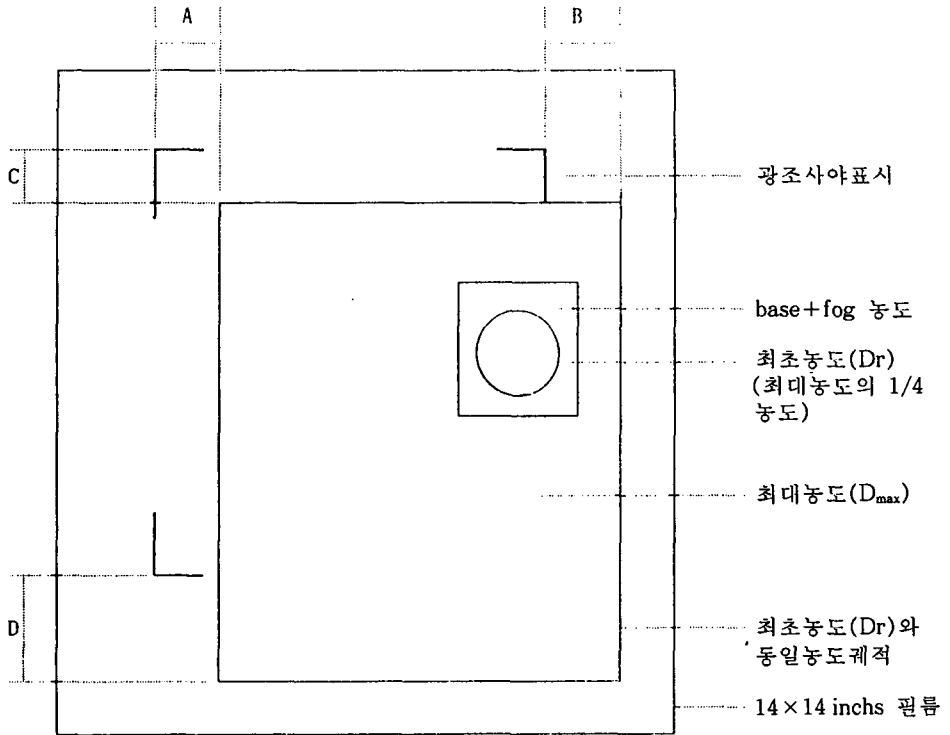 A
B
C
광조사야표시
base+fog 농도
최초농도(Dr)
(최대농도의 1/4
농도)
최대농도(Dmax)
D
최초농도(Dr)와
동일농도궤적
14×14 inchs 필름